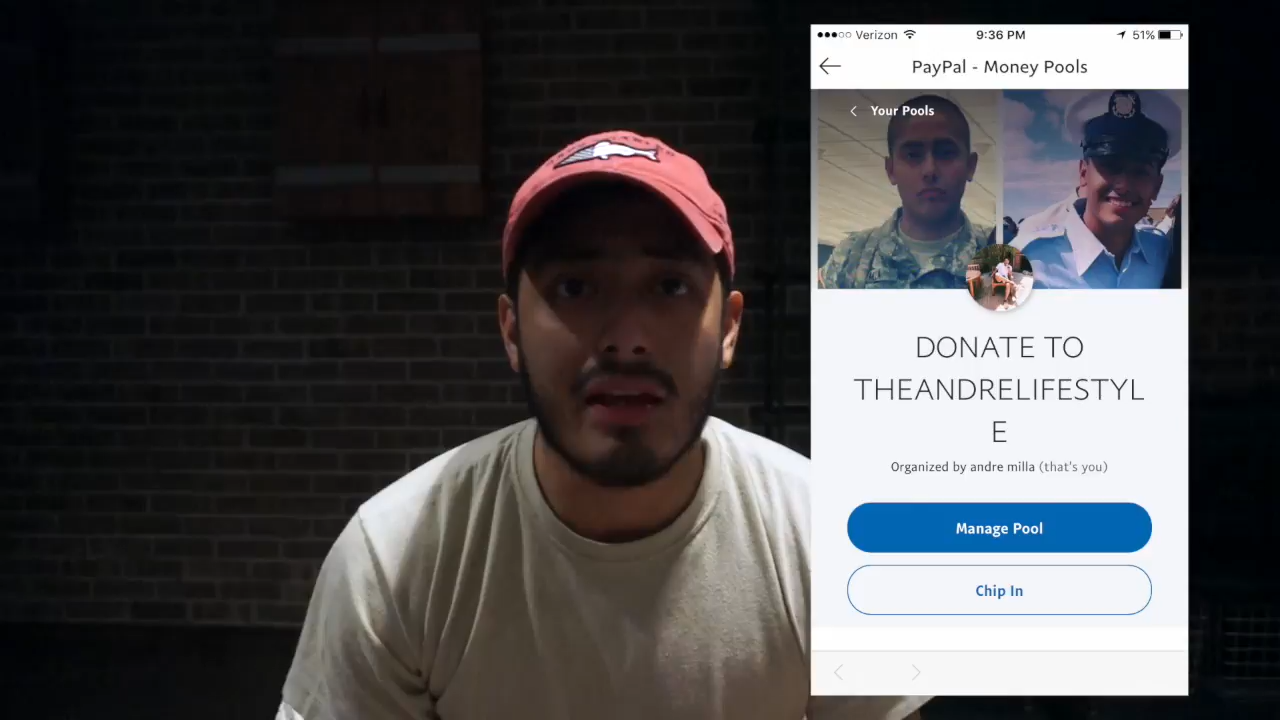 Verizon 9:36 PM 51%
PayPal - Money Pools
Your Pools
DONATE TO
THEANDRELIFESTYL
E
Organized by andre milla (that's you)
Manage Pool
Chip In